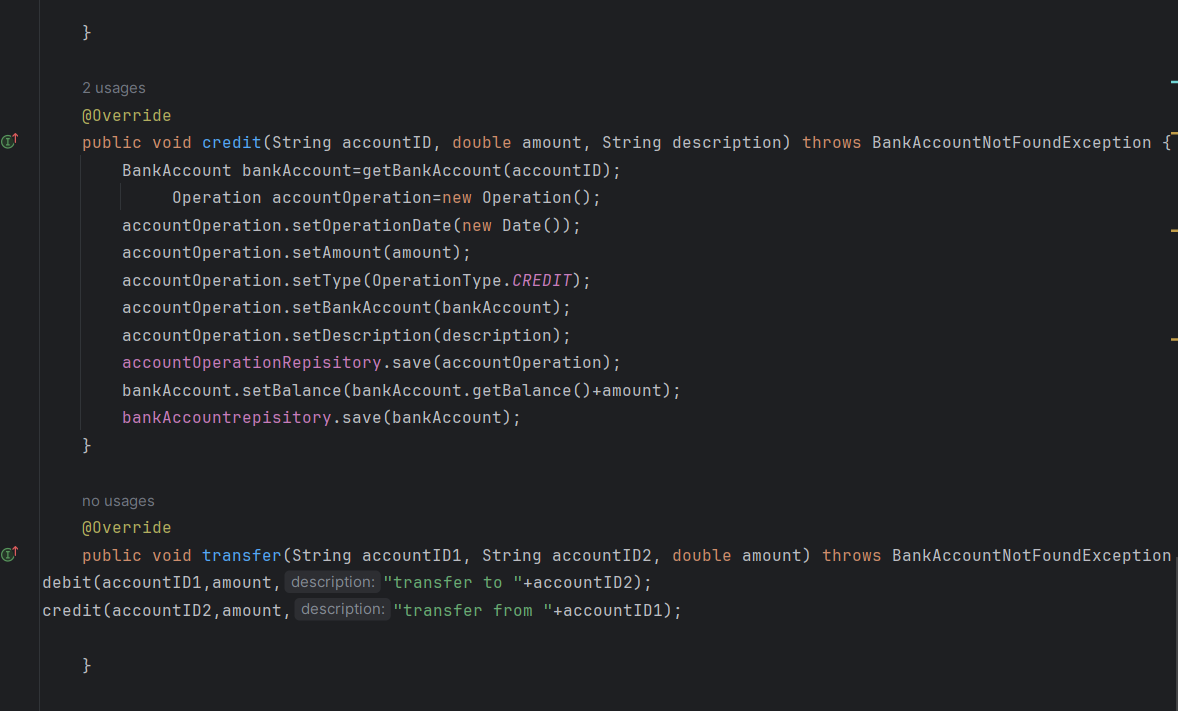 }
2 usages
@Override
public void credit(String accountID, double amount, String description) throws BankAccountNotFoundException {
BankAccount bankAccount=getBankAccount(accountID);
Operation accountOperation=new Operation();
accountOperation.setOperationDate(new Date());
accountOperation.setAmount(amount);
accountOperation.setType(OperationType.CREDIT);
accountOperation.setBankAccount(bankAccount);
accountOperation.setDescription(description);
accountOperationRepisitory.save(accountOperation);
bankAccount.setBalance(bankAccount.getBalance()+amount);
bankAccountrepisitory.save(bankAccount);
}
no usages
@Override
public void transfer(String accountID1, String accountID2, double amount) throws BankAccountNotFoundException
debit(accountID1,amount, description: "transfer to "+accountID2);
credit(accountID2,amount, description: "transfer from "+accountID1);
}